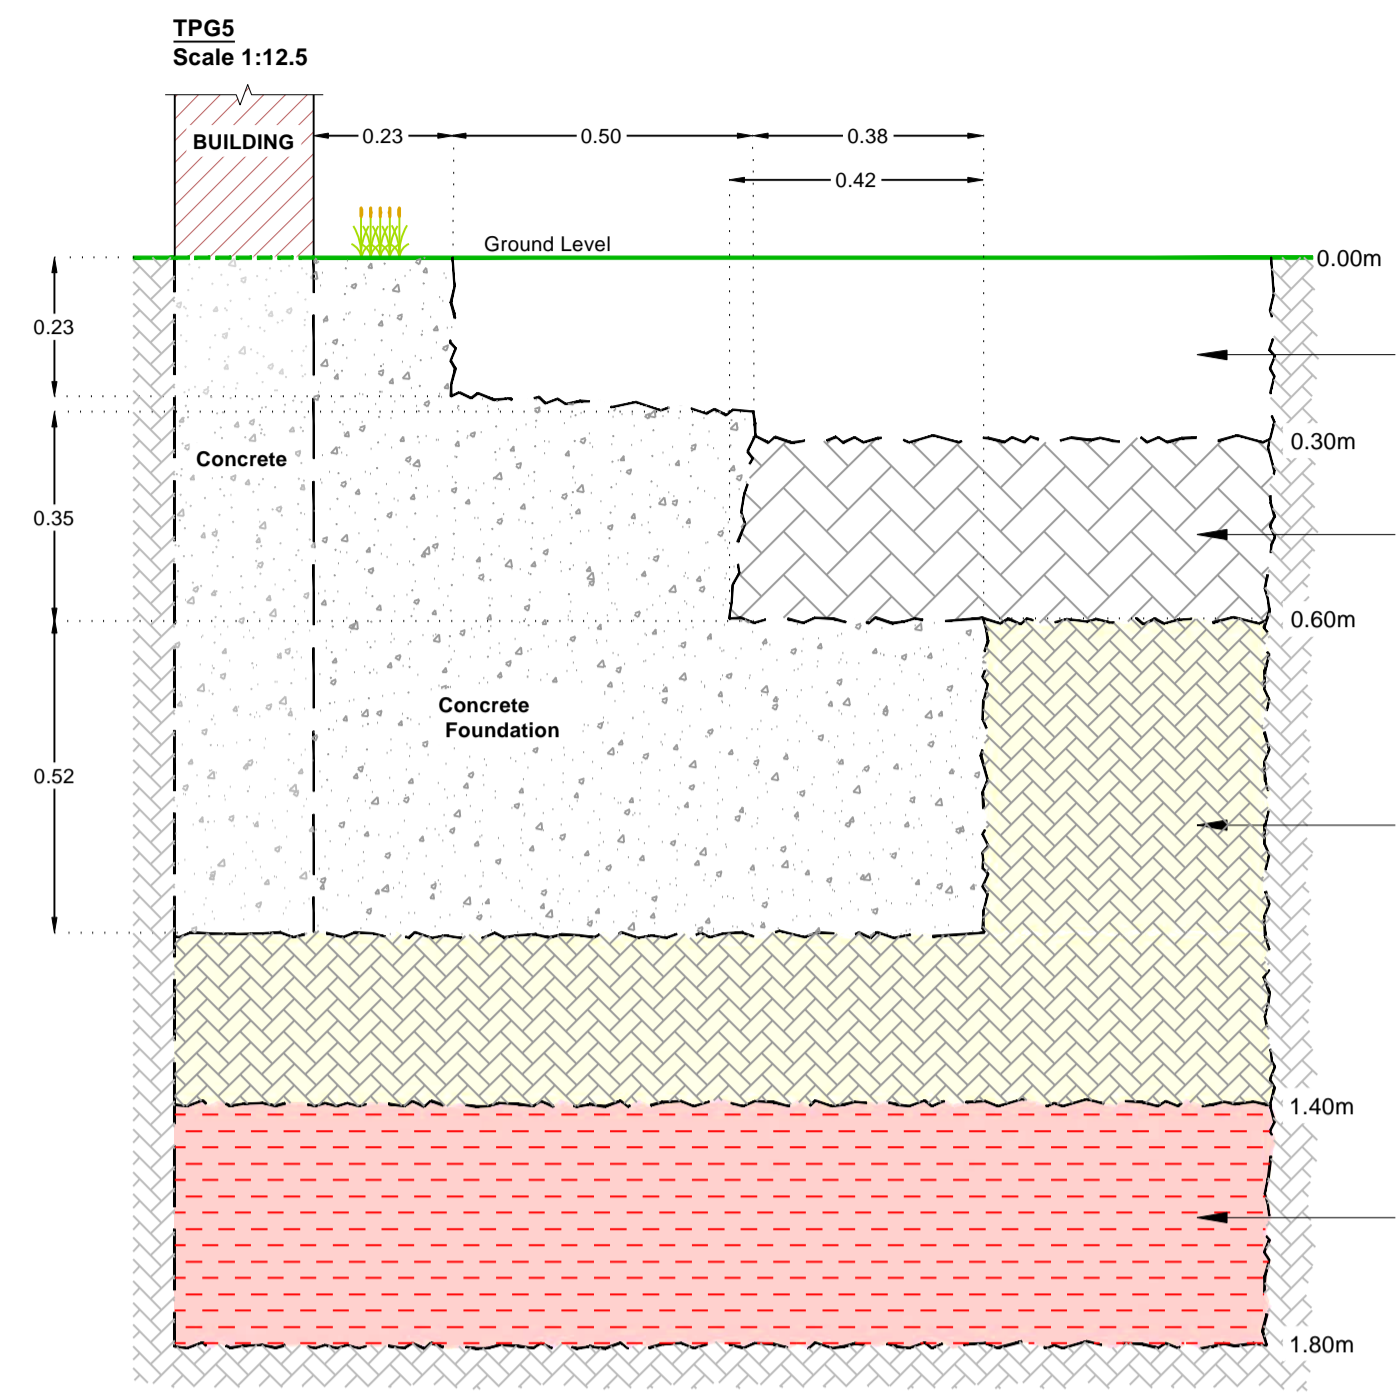 TPG5
Scale 1:12.5
BUILDING
0.23
0.50
0.38
0.42
Ground Level
0.00m
0.23
0.30m
Concrete
0.35
0.60m
Concrete
Foundation
0.52
1.40m
1.80m